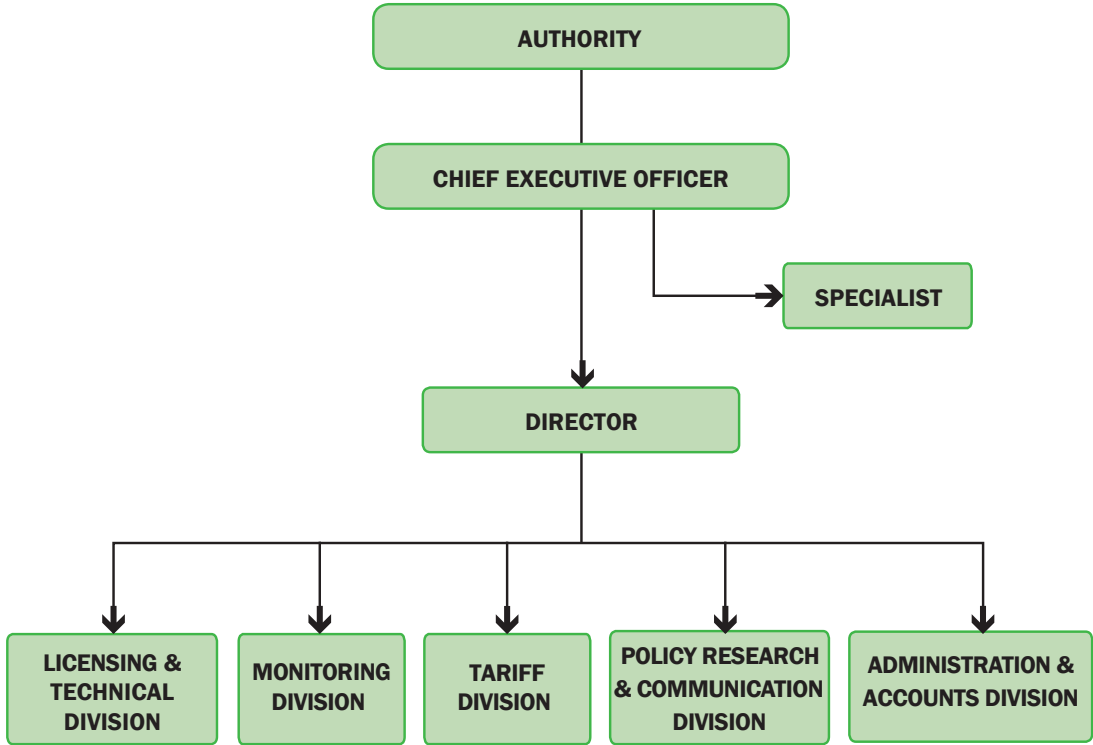 AUTHORITY
CHIEF EXECUTIVE OFFICER
SPECIALIST
DIRECTOR
LICENSING &
TECHNICAL
DIVISION
MONITORING
DIVISION
TARIFF
DIVISION
POLICY RESEARCH
& COMMUNICATION
DIVISION
ADMINISTRATION &
ACCOUNTS DIVISION